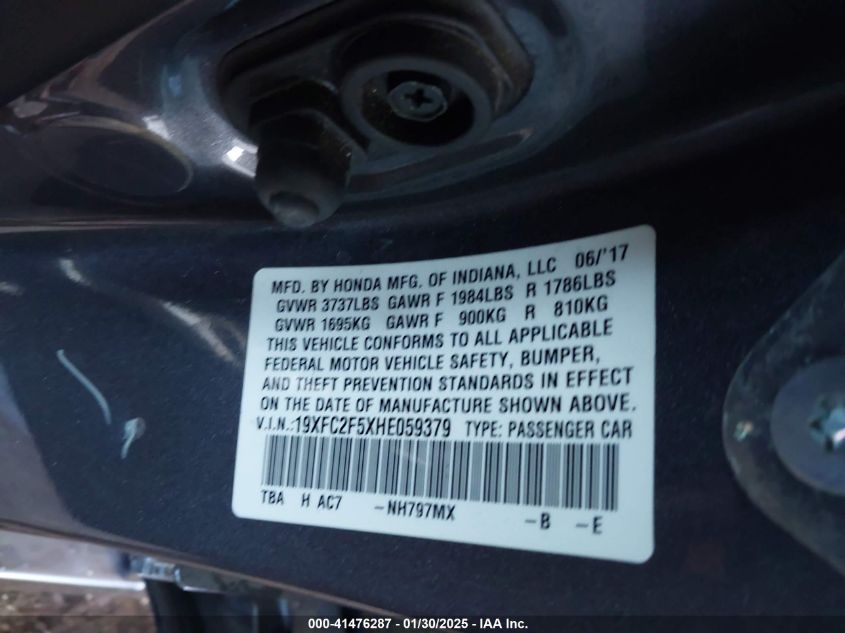 MFD. BY HONDA MFG. OF INDIANA, LLC 06/'17
GVWR 3737LBS GAWR F 1984LBS R 1786LBS
GVWR 1695KG GAWR F 900KG R 810KG
THIS VEHICLE CONFORMS TO ALL APPLICABLE
FEDERAL MOTOR VEHICLE SAFETY, BUMPER,
AND THEFT PREVENTION STANDARDS IN EFFECT
ON THE DATE OF MANUFACTURE SHOWN ABOVE.
V.I.N.:19XFC2F5XHE059379 TYPE: PASSENGER CAR
TBA H AC7 -NH797MX -B -E
000-41476287 - 01/30/2025 - IAA Inc.